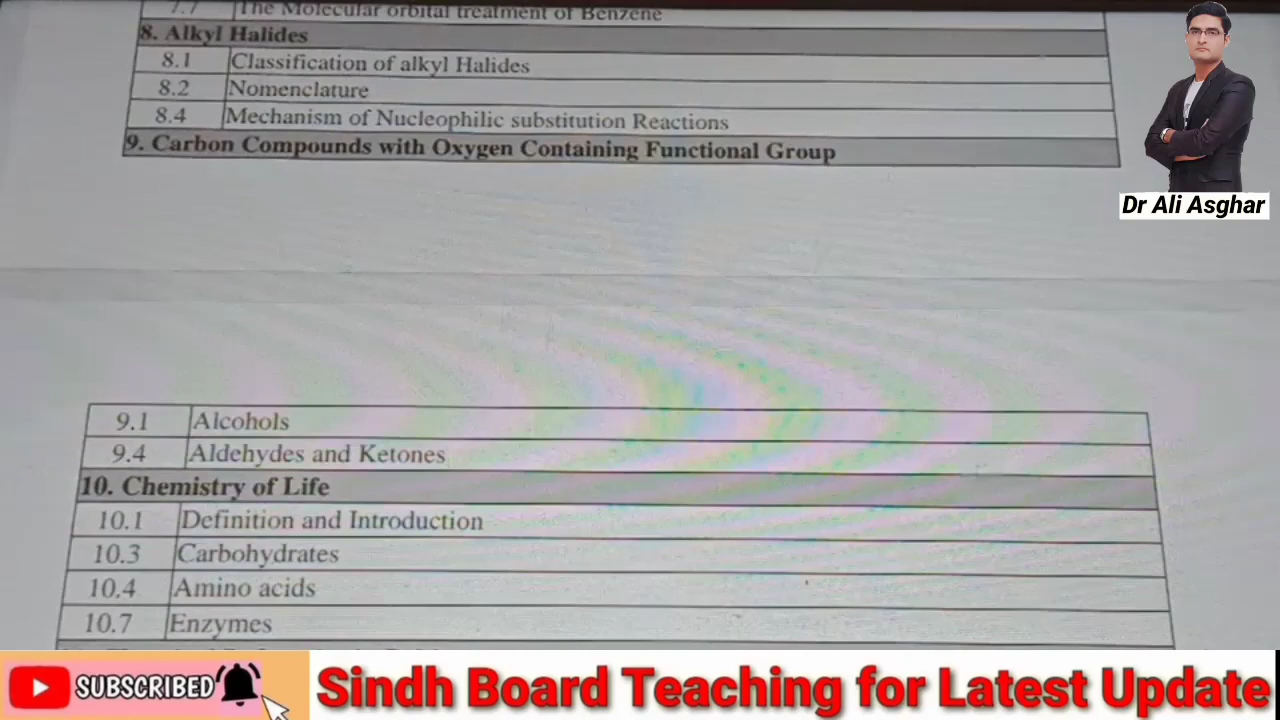 7.7 The Molecular orbital treatment of Benzene
8. Alkyl Halides
8.1 Classification of alkyl Halides
8.2 Nomenclature
8.4 Mechanism of Nucleophilic substitution Reactions
9. Carbon Compounds with Oxygen Containing Functional Group
Dr Ali Asghar
9.1 Alcohols
9.4 Aldehydes and Ketones
10. Chemistry of Life
10.1 Definition and Introduction
10.3 Carbohydrates
10.4 Amino acids
10.7 Enzymes
SUBSCRIBED
Sindh Board Teaching for Latest Update